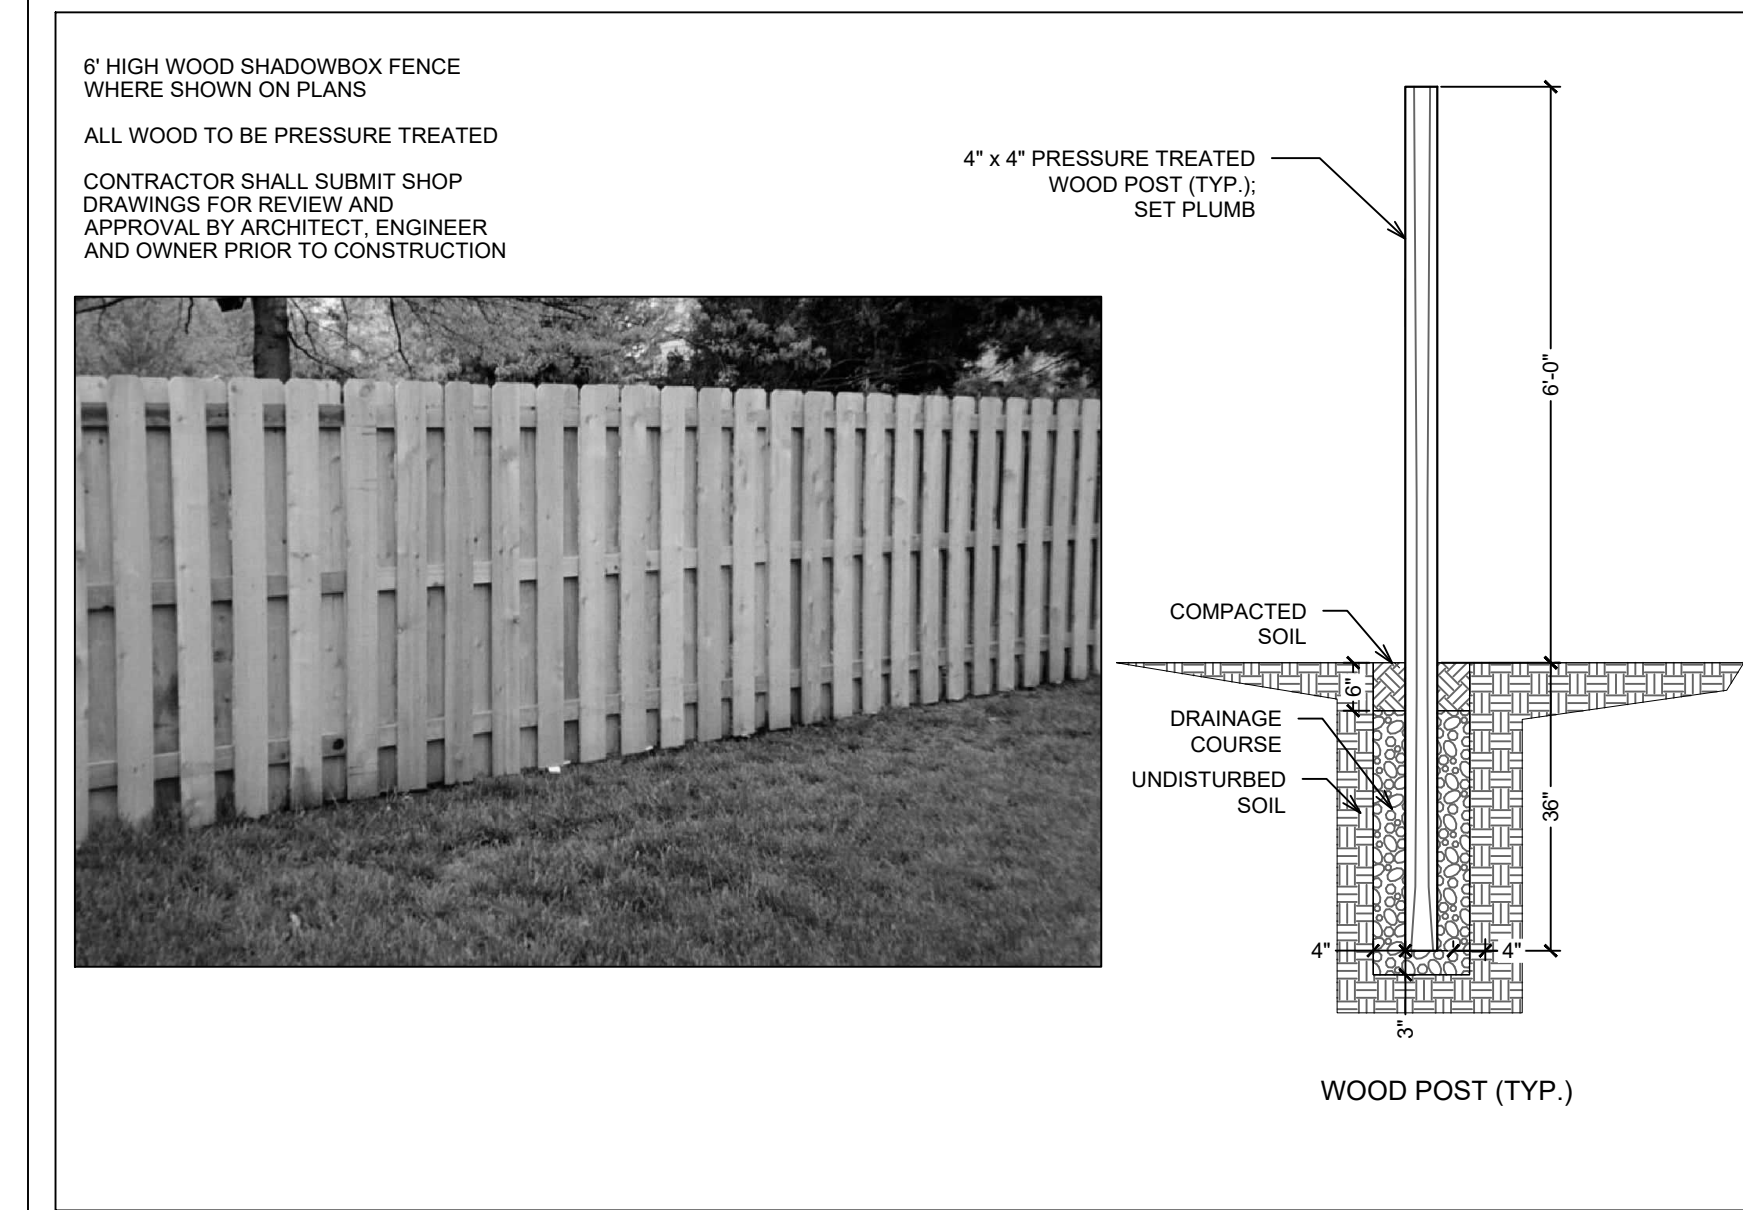 6' HIGH WOOD SHADOWBOX FENCE
WHERE SHOWN ON PLANS
ALL WOOD TO BE PRESSURE TREATED
CONTRACTOR SHALL SUBMIT SHOP
DRAWINGS FOR REVIEW AND
APPROVAL BY ARCHITECT, ENGINEER
AND OWNER PRIOR TO CONSTRUCTION
4" x 4" PRESSURE TREATED
WOOD POST (TYP.);
SET PLUMB
6'-0"
COMPACTED
SOIL
6"
DRAINAGE
COURSE
UNDISTURBED
SOIL
36"
4"
4"
3"
WOOD POST (TYP.)